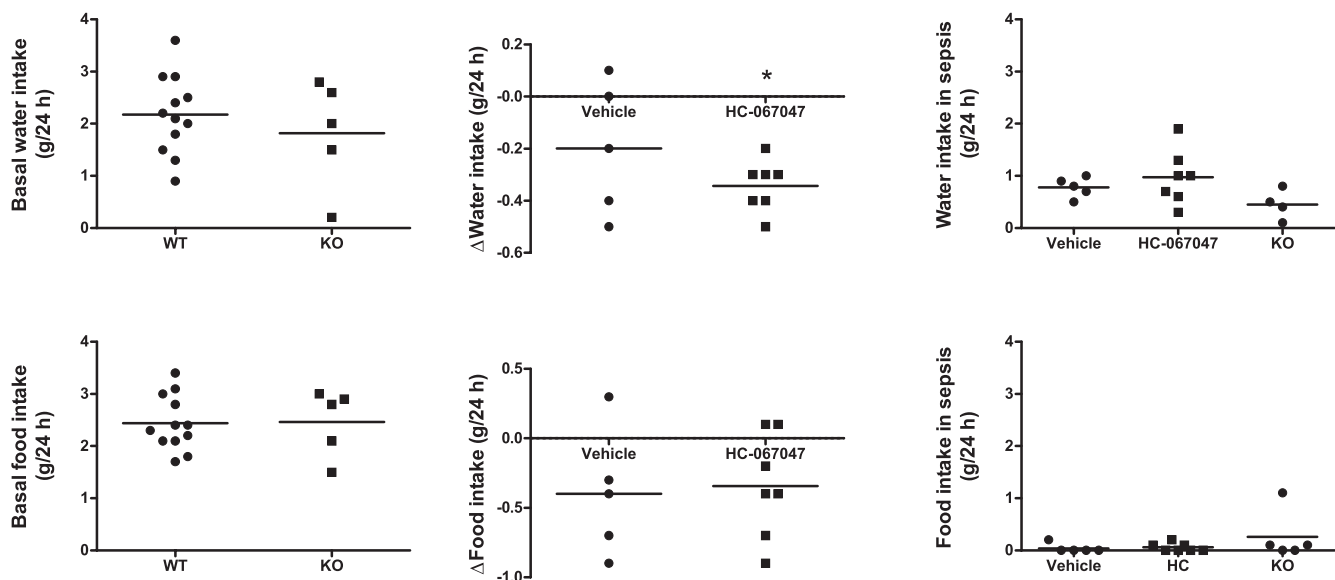 Basal water intake
(g/24 h)
4
3
2
1
0
WT
KO
ΔWater intake (g/24 h)
0.2
-0.0
-0.2
-0.4
-0.6
Vehicle
HC-067047
*
Water intake in sepsis
(g/24 h)
4
3
2
1
0
Vehicle
HC-067047
KO
Basal food intake
(g/24 h)
4
3
2
1
0
WT
KO
ΔFood intake (g/24 h)
0.5
0.0
-0.5
-1.0
Vehicle
HC-067047
Food intake in sepsis
(g/24 h)
4
3
2
1
0
Vehicle
HC
KO